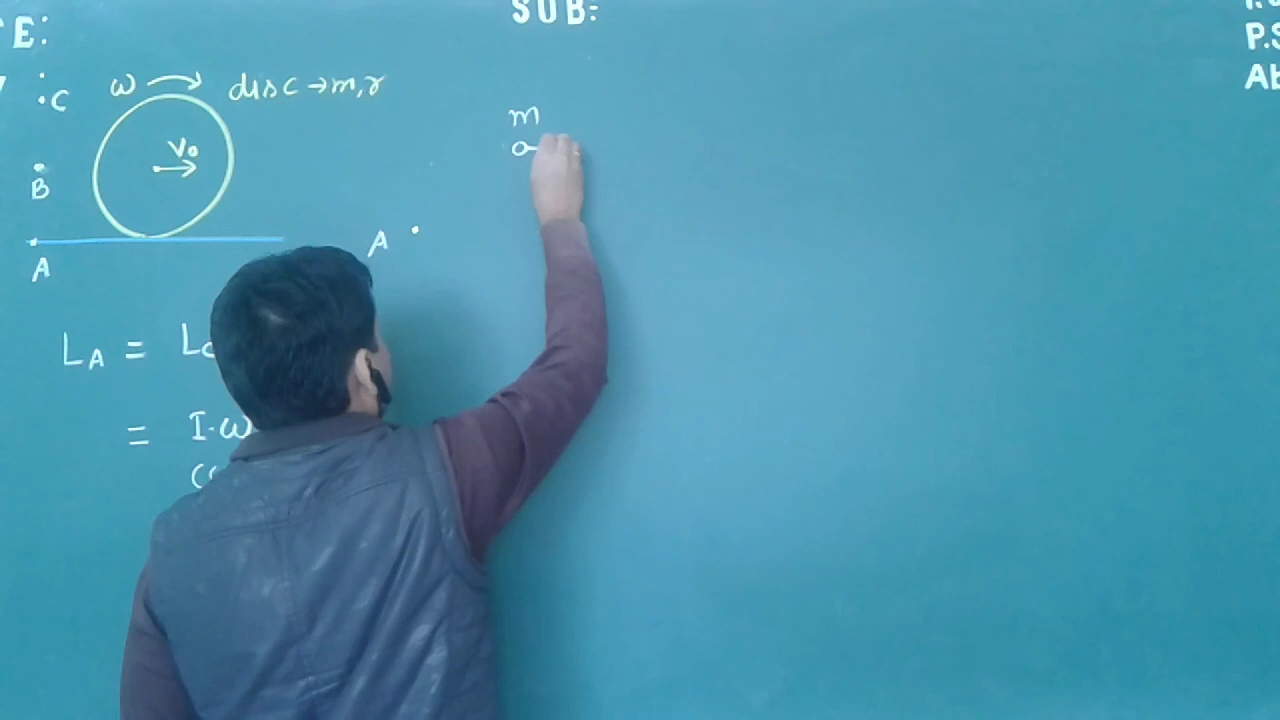 E:
SUB:
P.S
Ab
C
ω
disc → m, r
B
V₀
A
A
m
L_A =
= I·ω